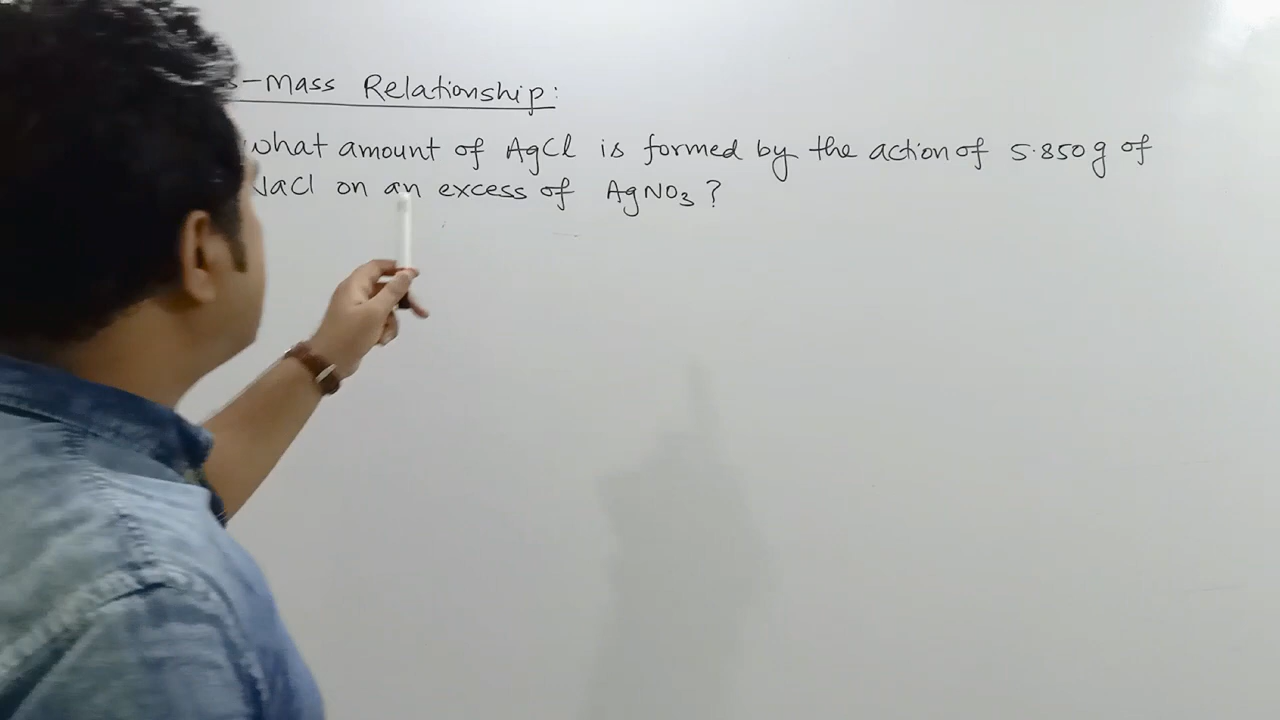 -Mass Relationship:
what amount of AgCl is formed by the action of 5.850g of
on an excess of AgNO₃ ?